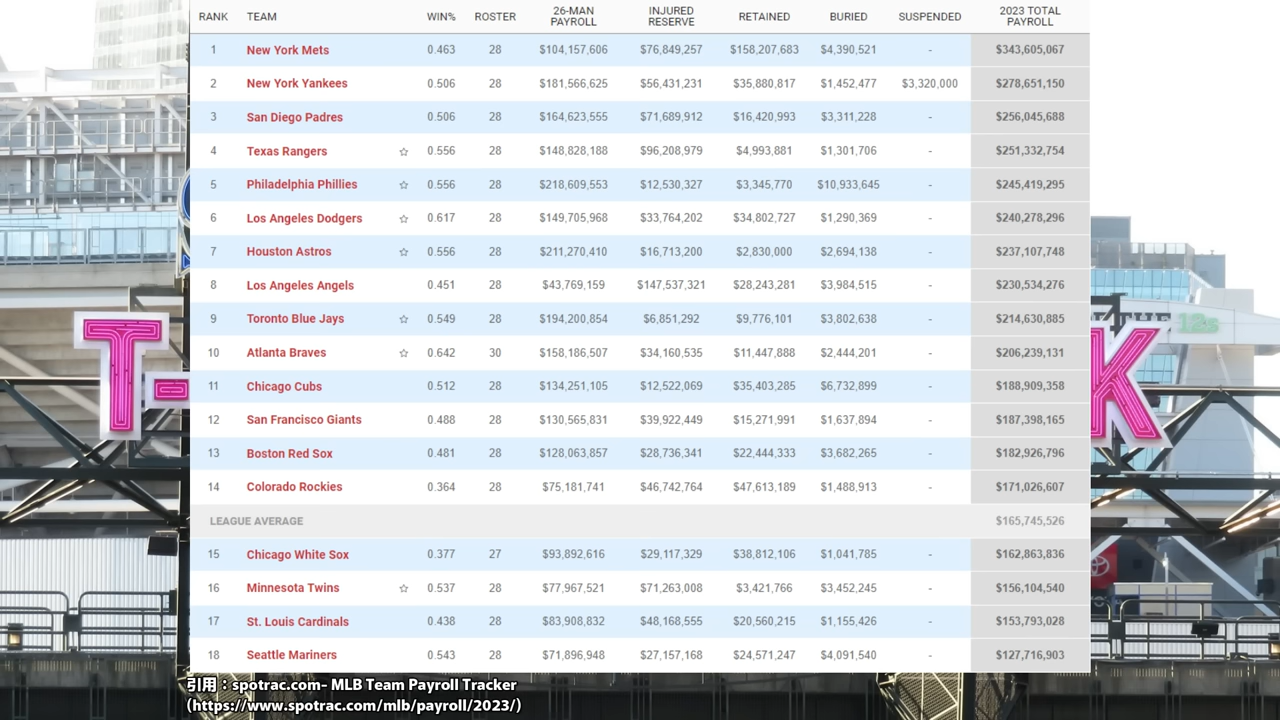 RANK TEAM WIN% ROSTER 26-MAN PAYROLL INJURED RESERVE RETAINED BURIED SUSPENDED 2023 TOTAL PAYROLL
1 New York Mets 0.463 28 $104,157,606 $76,849,257 $158,207,683 $4,390,521 - $343,605,067
2 New York Yankees 0.506 28 $181,566,625 $56,431,231 $35,880,817 $1,452,477 $3,320,000 $278,651,150
3 San Diego Padres 0.506 28 $164,623,555 $71,689,912 $16,420,993 $3,311,228 - $256,045,688
4 Texas Rangers ☆ 0.556 28 $148,828,188 $96,208,979 $4,993,881 $1,301,706 - $251,332,754
5 Philadelphia Phillies ☆ 0.556 28 $218,609,553 $12,530,327 $3,345,770 $10,933,645 - $245,419,295
6 Los Angeles Dodgers ☆ 0.617 28 $149,705,968 $33,764,202 $34,802,727 $1,290,369 - $240,278,296
7 Houston Astros ☆ 0.556 28 $211,270,410 $16,713,200 $2,830,000 $2,694,138 - $237,107,748
8 Los Angeles Angels 0.451 28 $43,769,159 $147,537,321 $28,243,281 $3,984,515 - $230,534,276
9 Toronto Blue Jays ☆ 0.549 28 $194,200,854 $6,851,292 $9,776,101 $3,802,638 - $214,630,885
10 Atlanta Braves ☆ 0.642 30 $158,186,507 $34,160,535 $11,447,888 $2,444,201 - $206,239,131
11 Chicago Cubs 0.512 28 $134,251,105 $12,522,069 $35,403,285 $6,732,899 - $188,909,358
12 San Francisco Giants 0.488 28 $130,565,831 $39,922,449 $15,271,991 $1,637,894 - $187,398,165
13 Boston Red Sox 0.481 28 $128,063,857 $28,736,341 $22,444,333 $3,682,265 - $182,926,796
14 Colorado Rockies 0.364 28 $75,181,741 $46,742,764 $47,613,189 $1,488,913 - $171,026,607
LEAGUE AVERAGE $165,745,526
15 Chicago White Sox 0.377 27 $93,892,616 $29,117,329 $38,812,106 $1,041,785 - $162,863,836
16 Minnesota Twins ☆ 0.537 28 $77,967,521 $71,263,008 $3,421,766 $3,452,245 - $156,104,540
17 St. Louis Cardinals 0.438 28 $83,908,832 $48,168,555 $20,560,215 $1,155,426 - $153,793,028
18 Seattle Mariners 0.543 28 $71,896,948 $27,157,168 $24,571,247 $4,091,540 - $127,716,903
T-
K
12s
引用：spotrac.com- MLB Team Payroll Tracker
(https://www.spotrac.com/mlb/payroll/2023/)